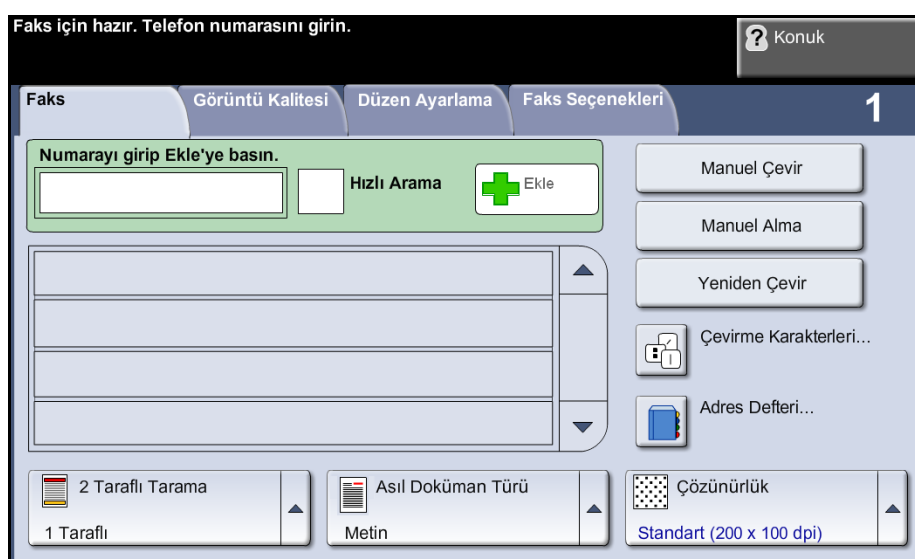 Faks için hazır. Telefon numarasını girin.
? Konuk
Faks
Görüntü Kalitesi
Düzen Ayarlama
Faks Seçenekleri
1
Numarayı girip Ekle'ye basın.
Hızlı Arama
Ekle
Manuel Çevir
Manuel Alma
Yeniden Çevir
Çevirme Karakterleri...
Adres Defteri...
2 Taraflı Tarama
1 Taraflı
Asıl Doküman Türü
Metin
Çözünürlük
Standart (200 x 100 dpi)